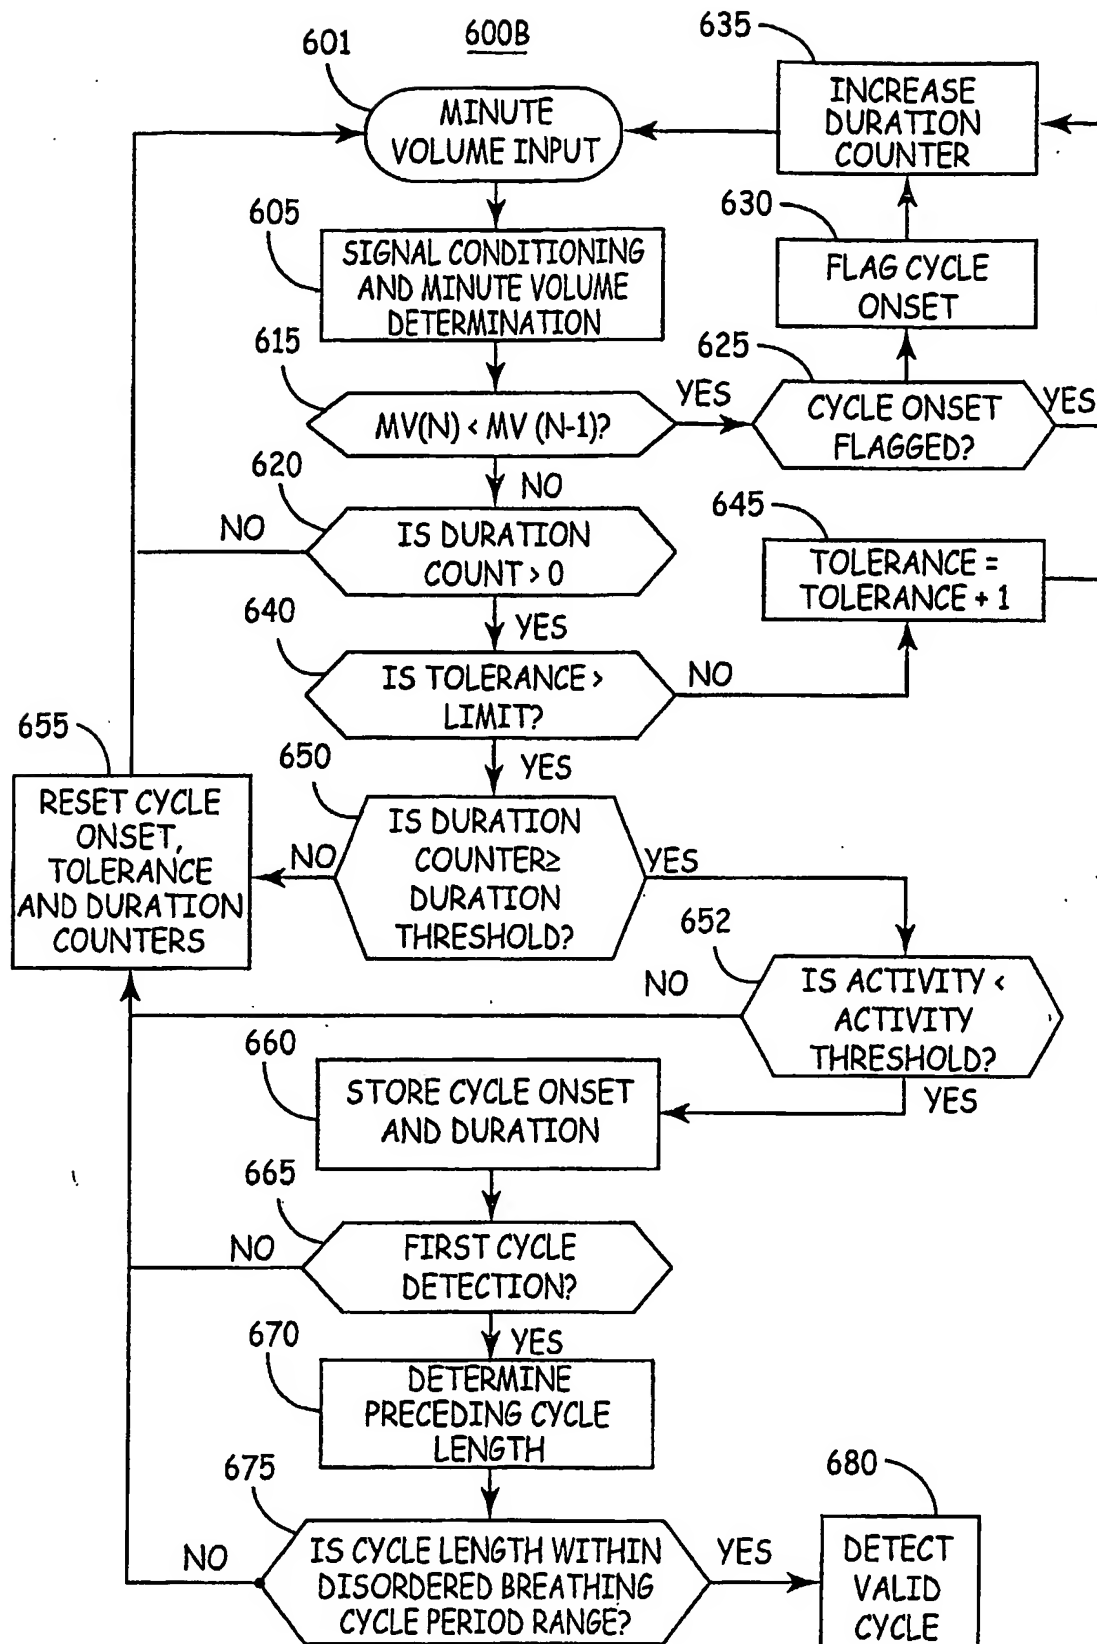 600B
601
MINUTE
VOLUME INPUT
635
INCREASE
DURATION
COUNTER
605
SIGNAL CONDITIONING
AND MINUTE VOLUME
DETERMINATION
630
FLAG CYCLE
ONSET
615
MV(N) < MV (N-1)?
YES
625
CYCLE ONSET
FLAGGED?
YES
NO
620
IS DURATION
COUNT > 0
NO
645
TOLERANCE =
TOLERANCE + 1
YES
640
IS TOLERANCE >
LIMIT?
NO
YES
655
RESET CYCLE
ONSET,
TOLERANCE
AND DURATION
COUNTERS
650
IS DURATION
COUNTER≥
DURATION
THRESHOLD?
NO
YES
652
IS ACTIVITY <
ACTIVITY
THRESHOLD?
NO
YES
660
STORE CYCLE ONSET
AND DURATION
665
FIRST CYCLE
DETECTION?
NO
YES
670
DETERMINE
PRECEDING CYCLE
LENGTH
675
IS CYCLE LENGTH WITHIN
DISORDERED BREATHING
CYCLE PERIOD RANGE?
NO
YES
680
DETECT
VALID
CYCLE